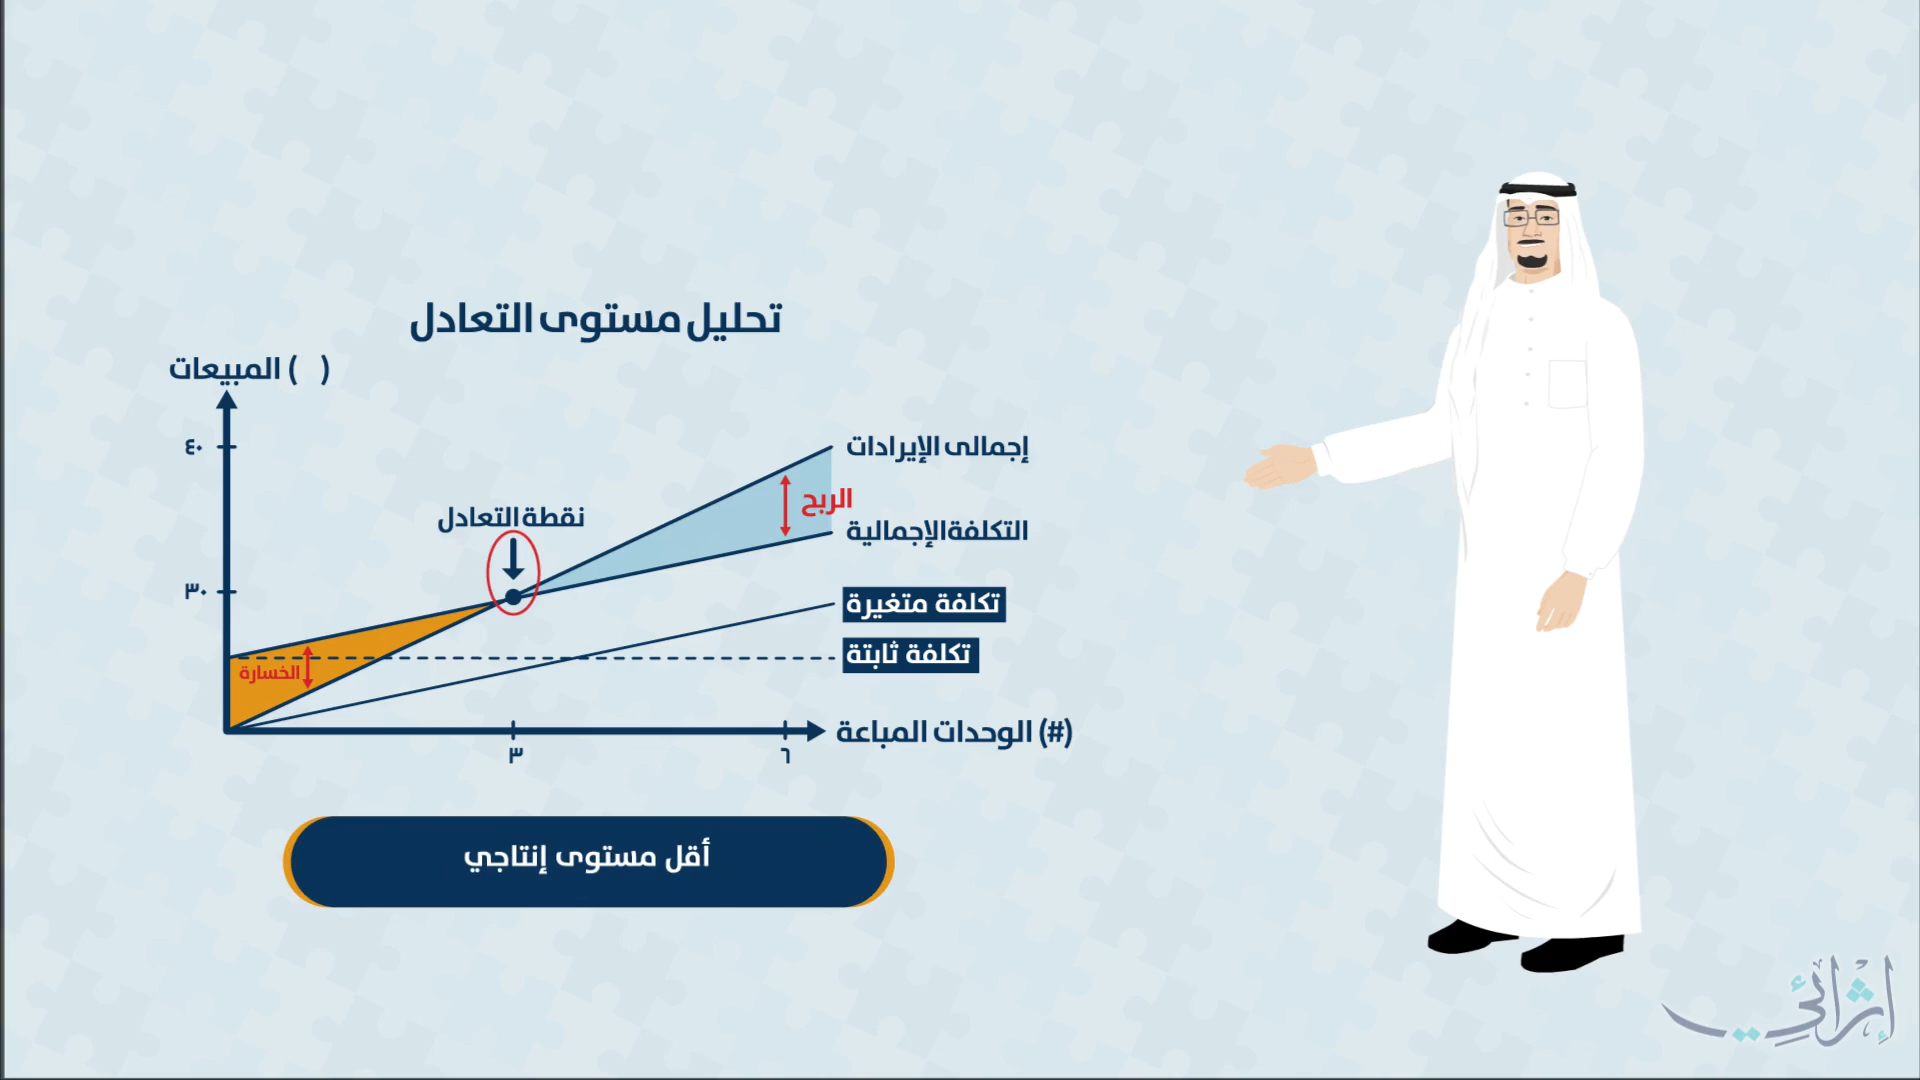 تحليل مستوى التعادل
المبيعات ( )
٤٠
إجمالى الإيرادات
الربح
نقطة التعادل
التكلفة الإجمالية
٣٠
تكلفة متغيرة
تكلفة ثابتة
الخسارة
(#) الوحدات المباعة
٣
٦
أقل مستوى إنتاجي
إثرائي